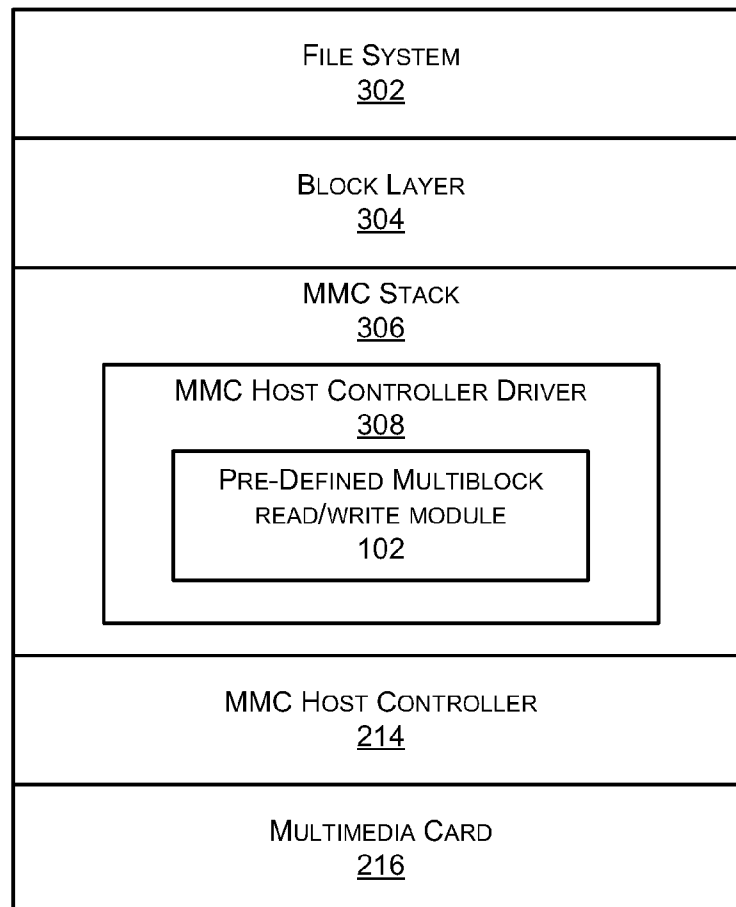 FILE SYSTEM
302
BLOCK LAYER
304
MMC STACK
306
MMC HOST CONTROLLER DRIVER
308
PRE-DEFINED MULTIBLOCK
READ/WRITE MODULE
102
MMC HOST CONTROLLER
214
MULTIMEDIA CARD
216